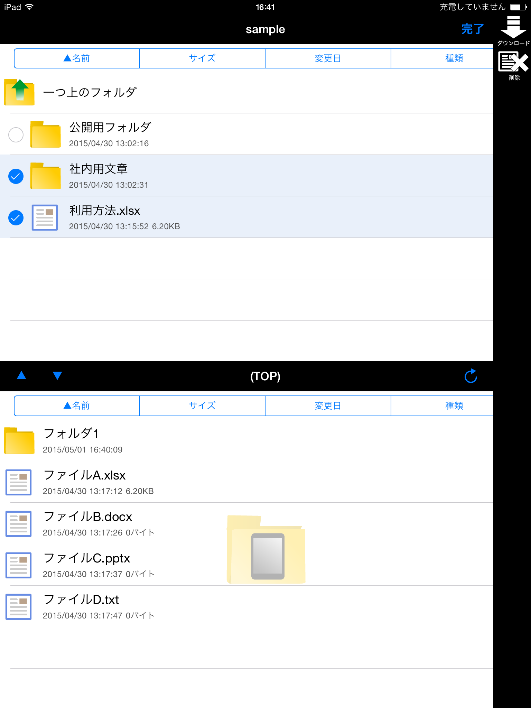 iPad 16:41 充電していません
sample 完了
ダウンロード
削除
▲名前 サイズ 変更日 種類
一つ上のフォルダ
公開用フォルダ
2015/04/30 13:02:16
社内用文章
2015/04/30 13:02:31
利用方法.xlsx
2015/04/30 13:15:52 6.20KB
▲ ▼ (TOP)
▲名前 サイズ 変更日 種類
フォルダ1
2015/05/01 16:40:09
ファイルA.xlsx
2015/04/30 13:17:12 6.20KB
ファイルB.docx
2015/04/30 13:17:26 0バイト
ファイルC.pptx
2015/04/30 13:17:37 0バイト
ファイルD.txt
2015/04/30 13:17:47 0バイト